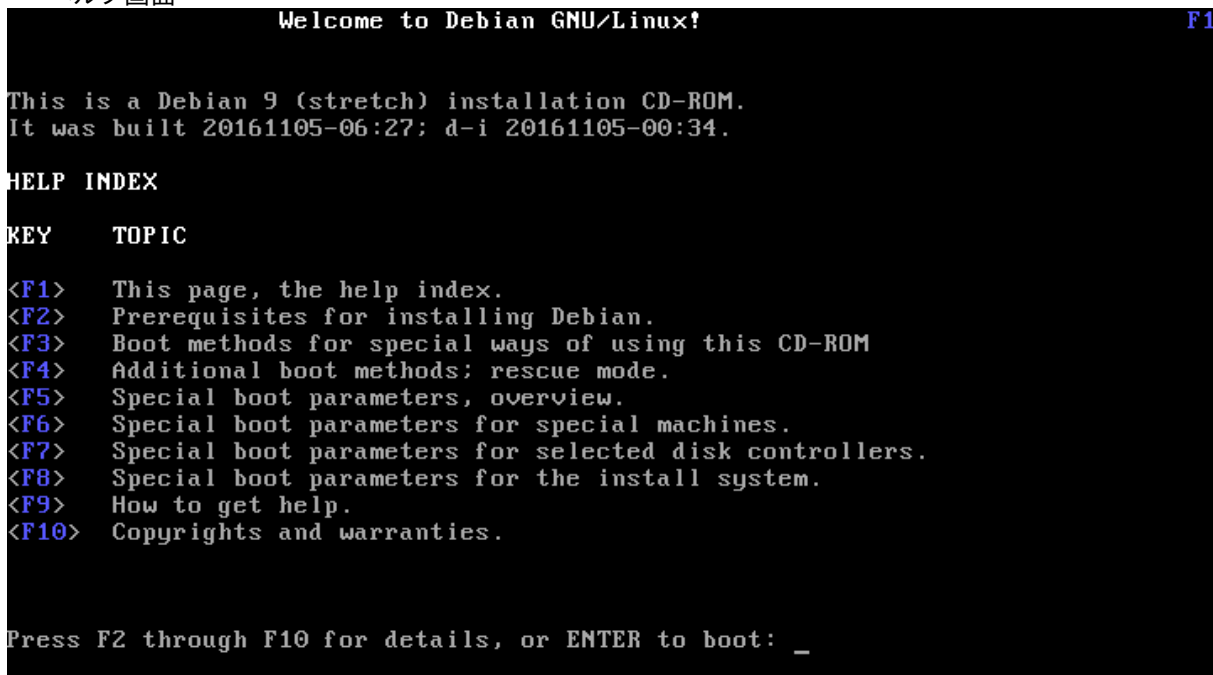 ルプ画面
Welcome to Debian GNU/Linux! F1
This is a Debian 9 (stretch) installation CD-ROM.
It was built 20161105-06:27; d-i 20161105-00:34.
HELP INDEX
KEY TOPIC
<F1> This page, the help index.
<F2> Prerequisites for installing Debian.
<F3> Boot methods for special ways of using this CD-ROM
<F4> Additional boot methods; rescue mode.
<F5> Special boot parameters, overview.
<F6> Special boot parameters for special machines.
<F7> Special boot parameters for selected disk controllers.
<F8> Special boot parameters for the install system.
<F9> How to get help.
<F10> Copyrights and warranties.
Press F2 through F10 for details, or ENTER to boot: _